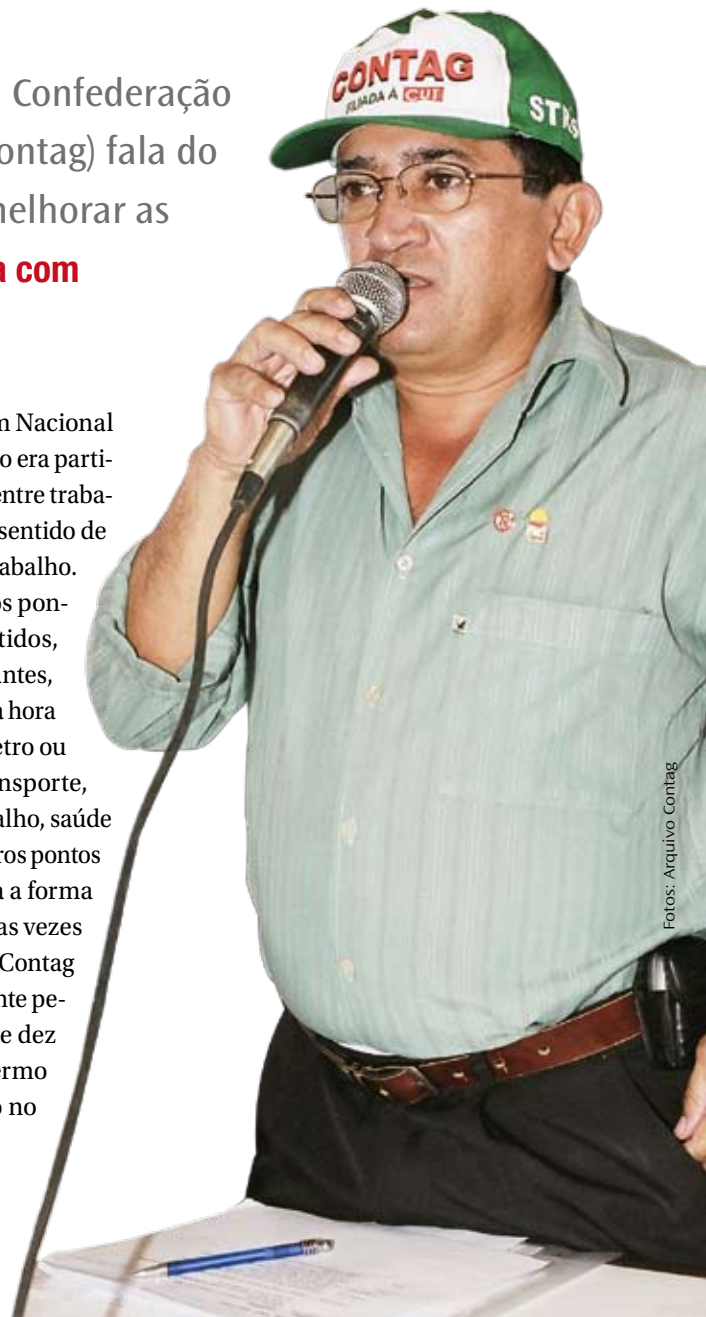 Confederação
ontag) fala do
nelhorar as
a com
n Nacional
o era parti-
entre traba-
sentido de
abalho.
os pon-
tidos,
antes,
a hora
etro ou
nsporte,
alho, saúde
ros pontos
a a forma
as vezes
Contag
nte pe-
e dez
ermo
o no
CONTAG
FILIADA À CUT
STRs
Fotos: Arquivo Contag